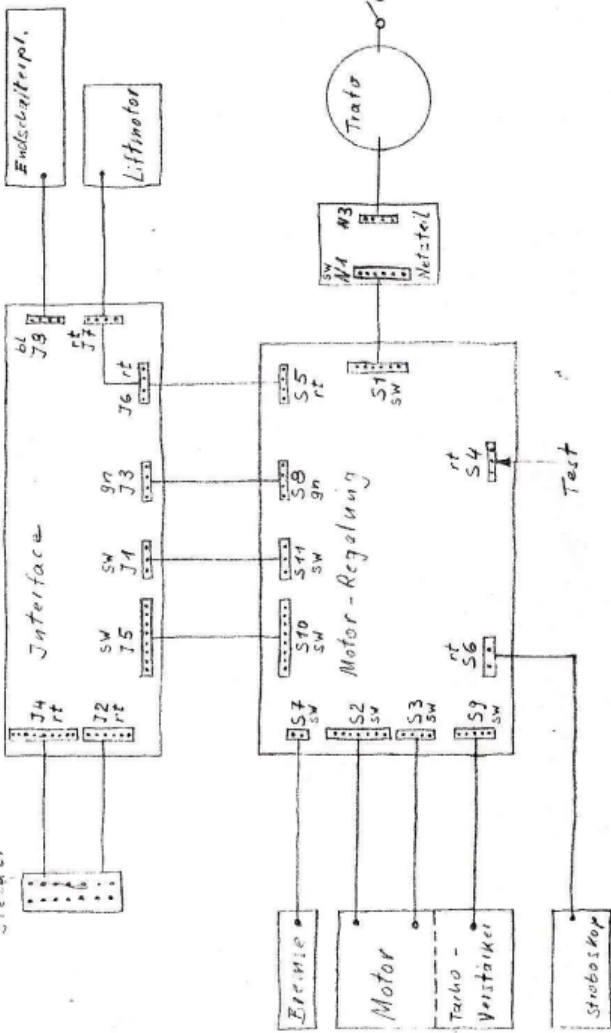 Endschalterpl.
Liftmotor
bl
J8
rt
J7
J6 rt
gn
J3
sw
J1
sw
J5
Interface
J4
rt
J2
rt
Trafo
N3
sw
N1
Netzteil
S1
sw
S5
rt
S8
gn
S11
sw
S10
sw
Motor-Regelung
rt
S4
Test
rt
S6
S7
sw
S2
sw
S3
sw
S9
sw
Bremse
Motor
Tacho-
Verstärker
Stroboskop